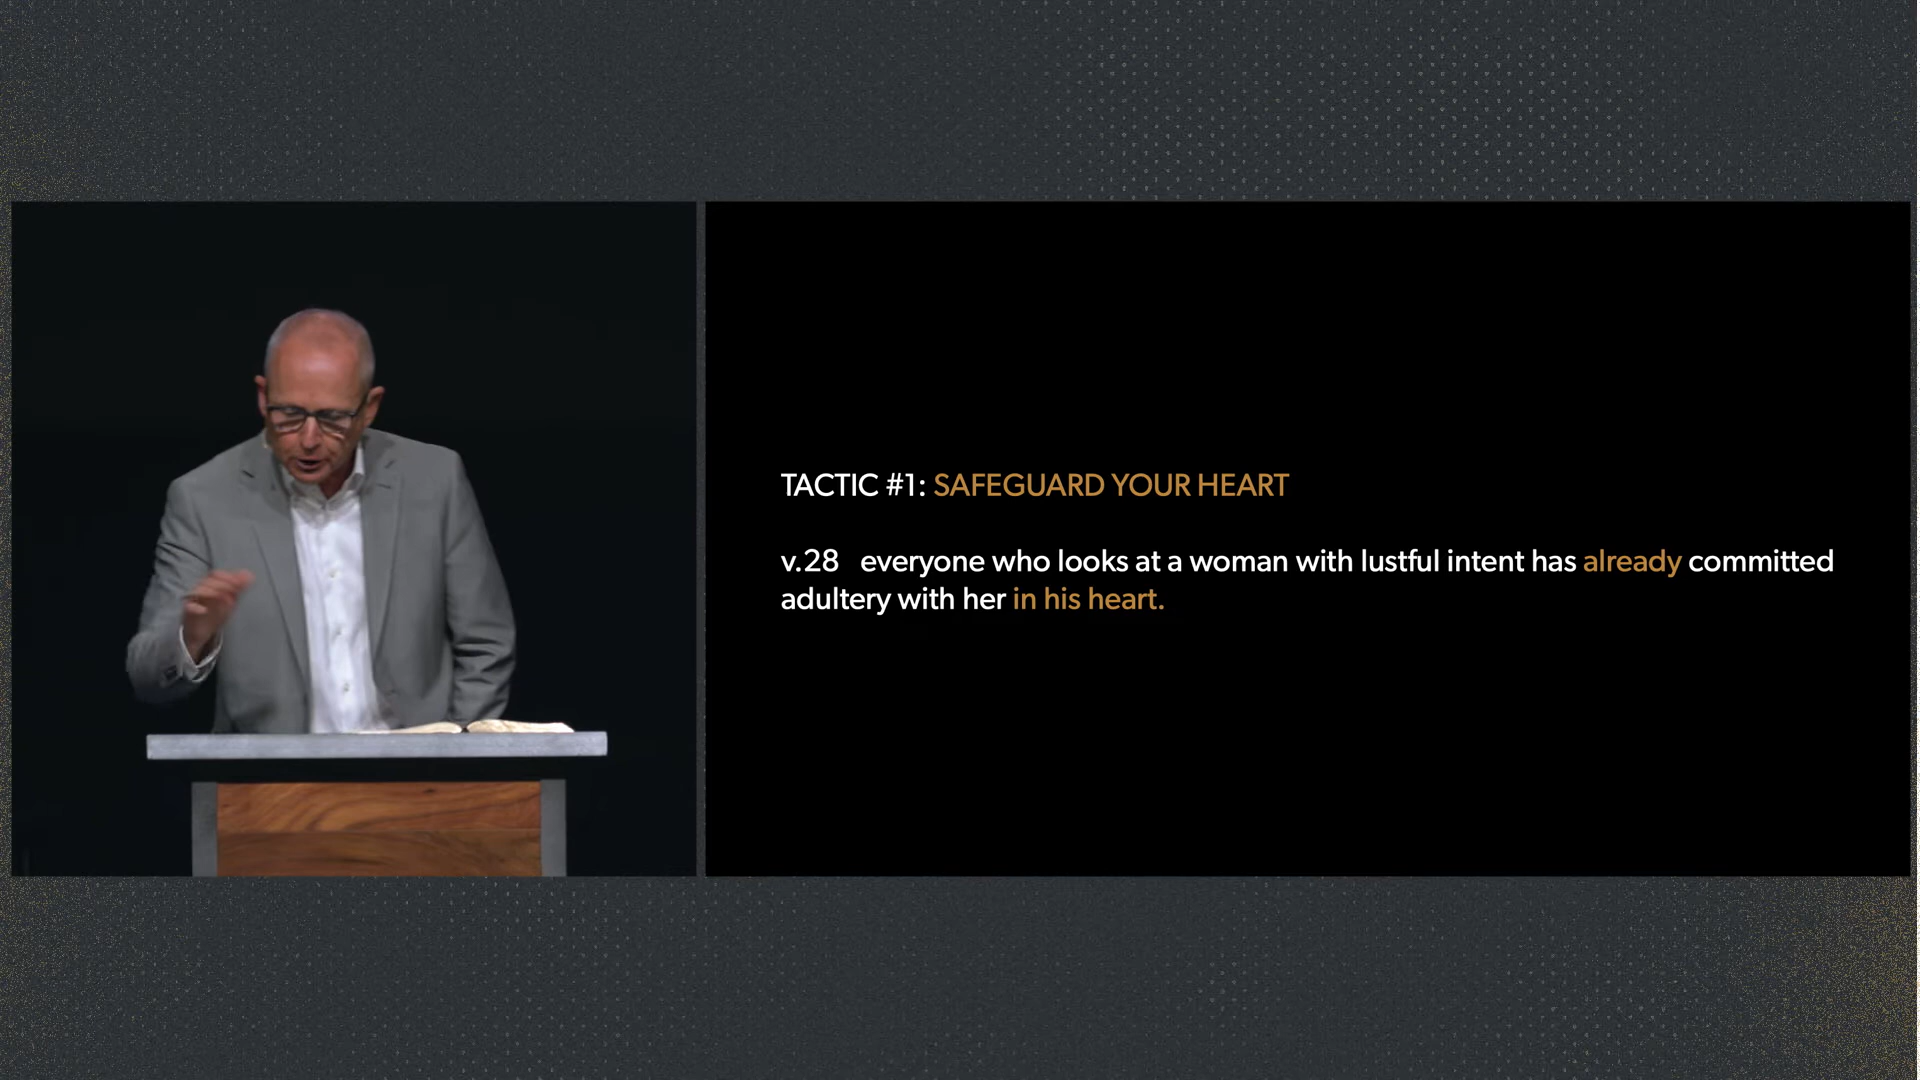 TACTIC #1: SAFEGUARD YOUR HEART
v.28 everyone who looks at a woman with lustful intent has already committed
adultery with her in his heart.